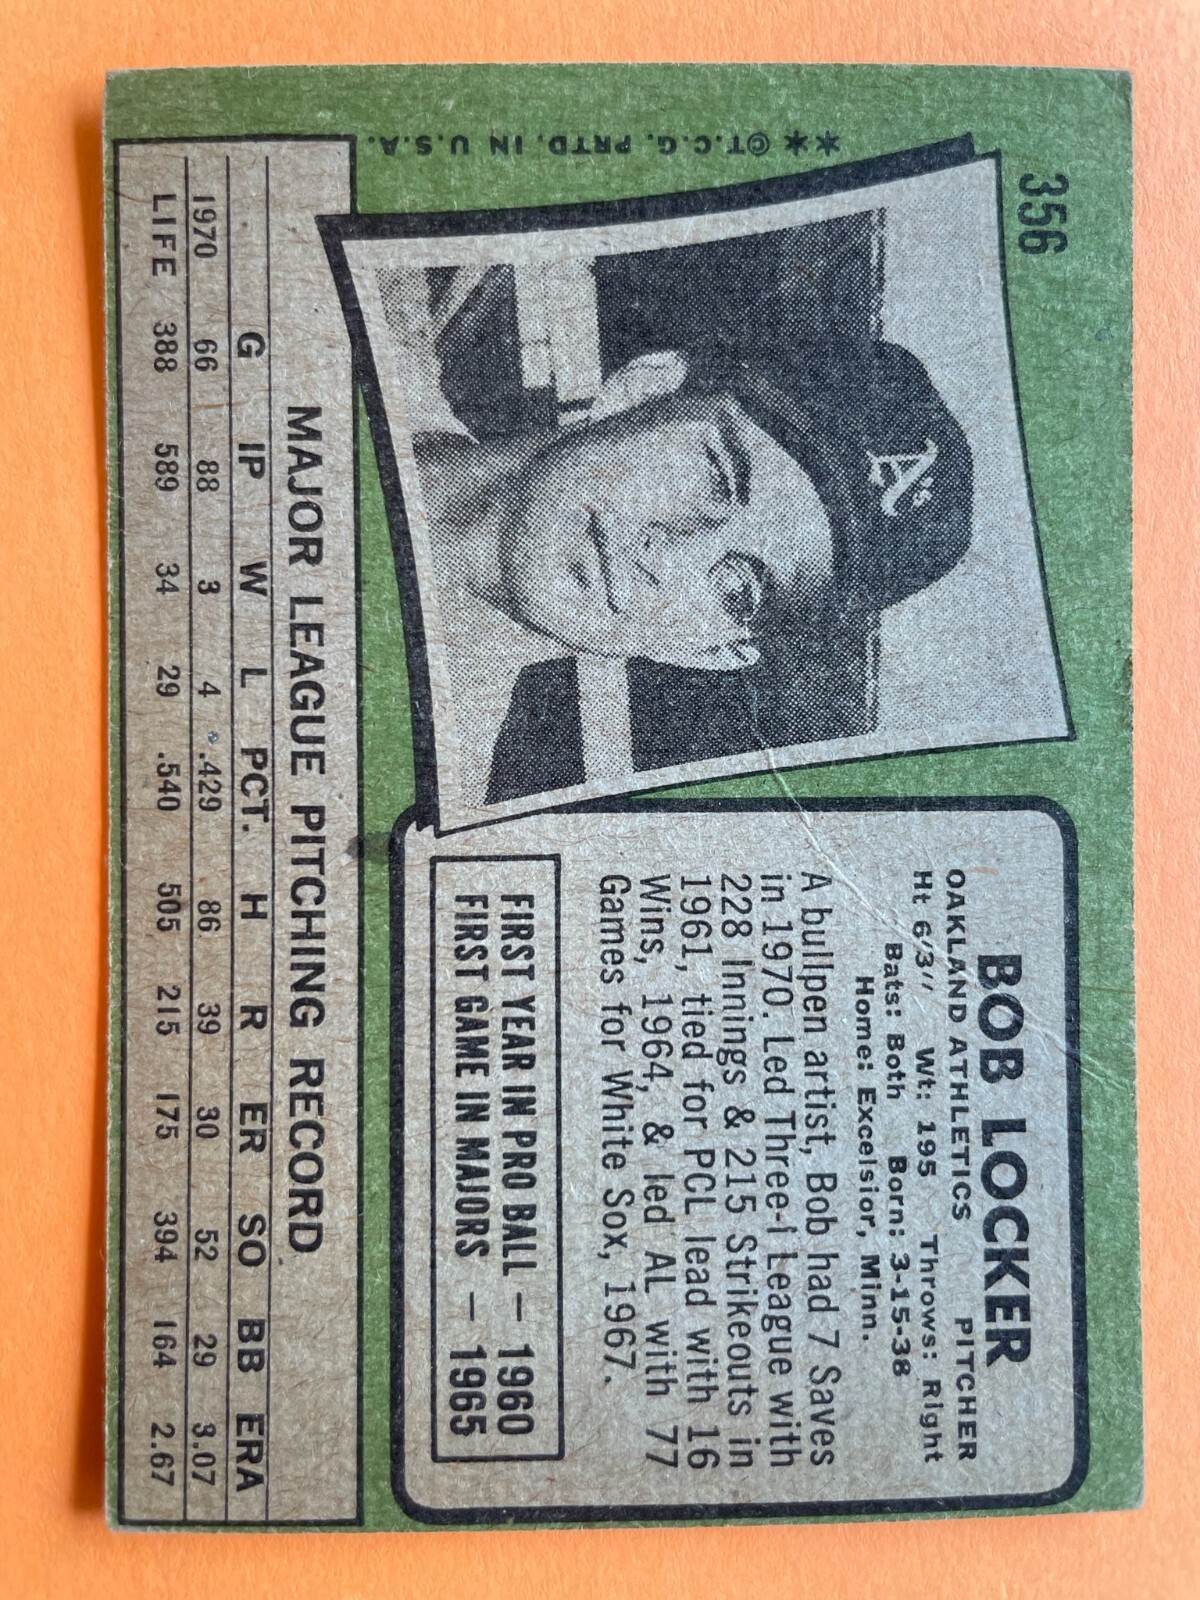 356
A's
**©T.C.G. PRTD. IN U.S.A.
BOB LOCKER
OAKLAND ATHLETICS PITCHER
Ht 6'3'' Wt: 195 Throws: Right
Bats: Both Born: 3-15-38
Home: Excelsior, Minn.
A bullpen artist, Bob had 7 Saves
in 1970. Led Three-I League with
228 Innings & 215 Strikeouts in
1961, tied for PCL lead with 16
Wins, 1964, & led AL with 77
Games for White Sox, 1967.
FIRST YEAR IN PRO BALL — 1960
FIRST GAME IN MAJORS — 1965
MAJOR LEAGUE PITCHING RECORD
G IP W L PCT. H R ER SO BB ERA
1970 66 88 3 4 .429 86 39 30 52 29 3.07
LIFE 388 589 34 29 .540 505 215 175 394 164 2.67